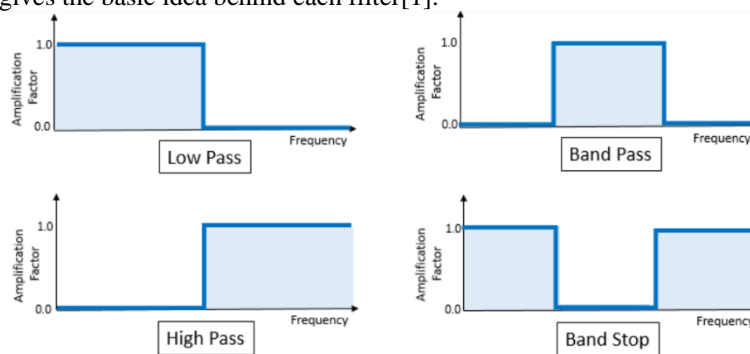 gives the basic idea behind each filter[1].
Amplification
Factor
1.0
0.0
Frequency
Low Pass
Amplification
Factor
1.0
0.0
Frequency
Band Pass
Amplification
Factor
1.0
0.0
Frequency
High Pass
Amplification
Factor
1.0
0.0
Frequency
Band Stop